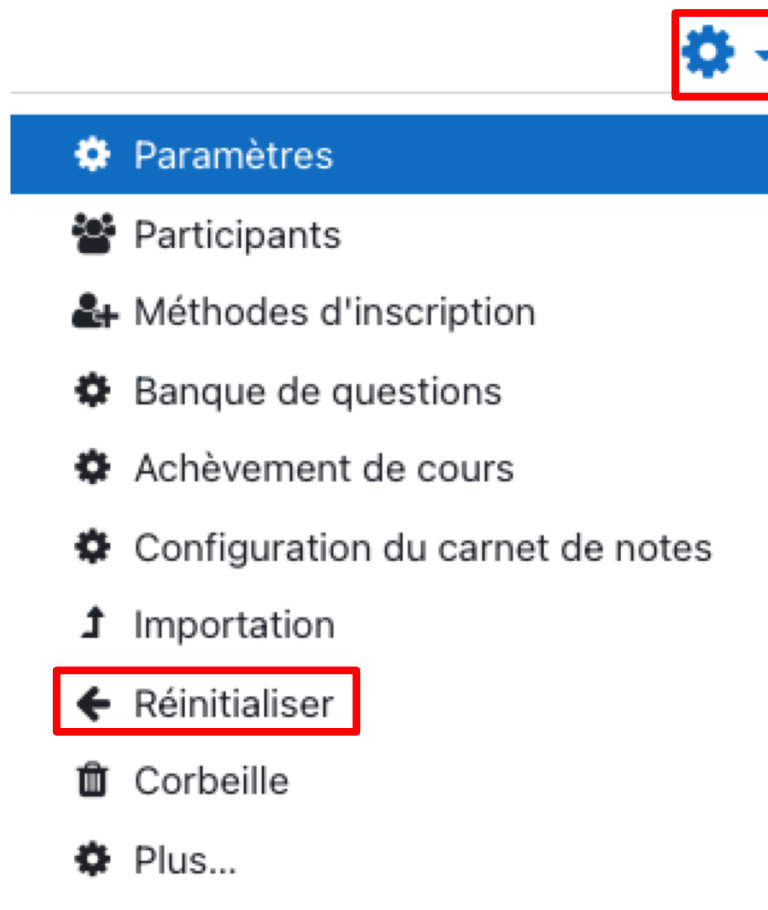 Paramètres
Participants
Méthodes d'inscription
Banque de questions
Achèvement de cours
Configuration du carnet de notes
Importation
Réinitialiser
Corbeille
Plus...